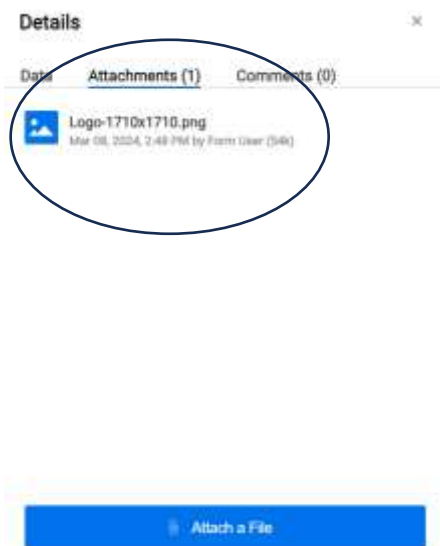 Details
Data Attachments (1) Comments (0)
Logo-1710x1710.png
Mar 08, 2024, 2:48 PM by Form User (54k)
Attach a File